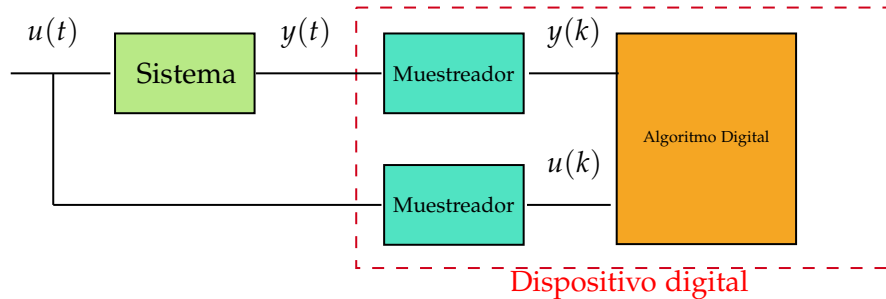 u(t)
y(t)
y(k)
Sistema
Muestreador
Algoritmo Digital
u(k)
Muestreador
Dispositivo digital